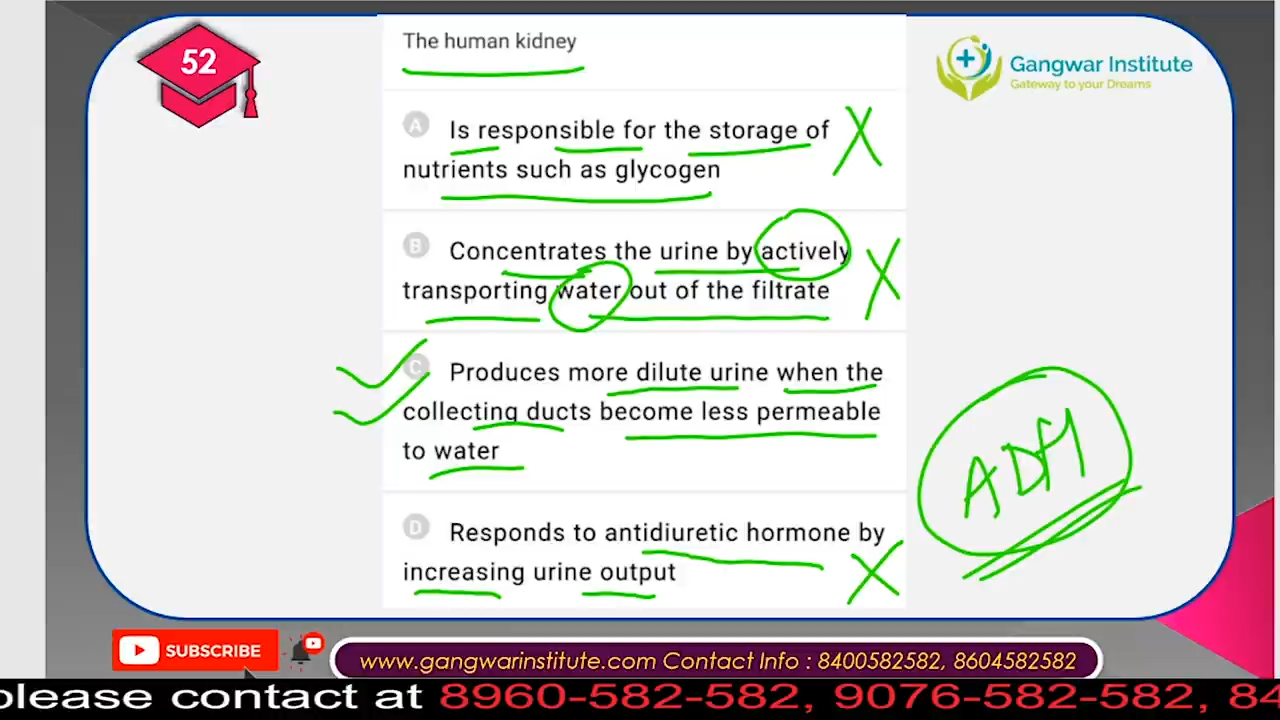 52
The human kidney
Gangwar Institute
Gateway to your Dreams
A Is responsible for the storage of
nutrients such as glycogen
B Concentrates the urine by actively
transporting water out of the filtrate
C Produces more dilute urine when the
collecting ducts become less permeable
to water
D Responds to antidiuretic hormone by
increasing urine output
ADH
SUBSCRIBE
www.gangwarinstitute.com Contact Info : 8400582582, 8604582582
please contact at 8960-582-582, 9076-582-582, 84